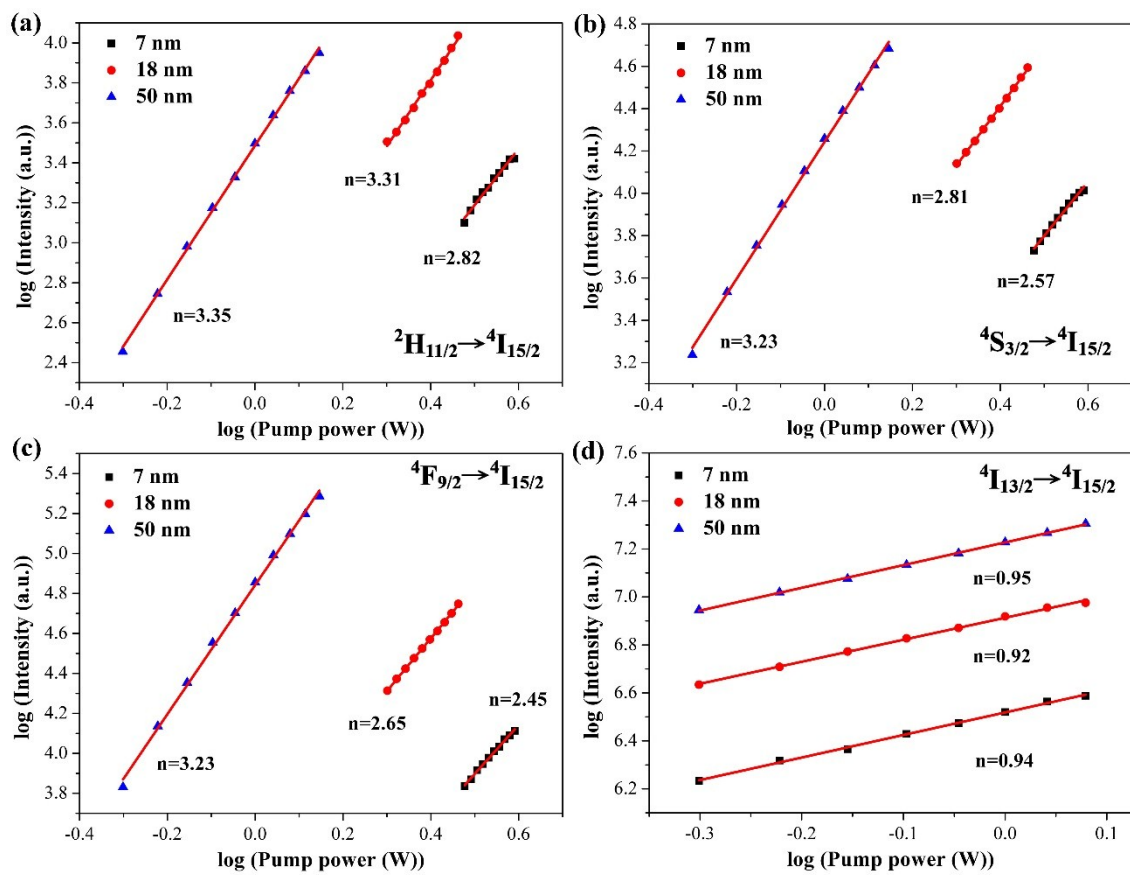 (a)
4.0
3.8
3.6
3.4
3.2
3.0
2.8
2.6
2.4
log (Intensity (a.u.))
7 nm
18 nm
50 nm
n=3.31
n=2.82
n=3.35
²H₁₁/₂→⁴I₁₅/₂
-0.4 -0.2 0.0 0.2 0.4 0.6
log (Pump power (W))
(b)
4.8
4.6
4.4
4.2
4.0
3.8
3.6
3.4
3.2
log (Intensity (a.u.))
7 nm
18 nm
50 nm
n=2.81
n=2.57
n=3.23
⁴S₃/₂→⁴I₁₅/₂
-0.4 -0.2 0.0 0.2 0.4 0.6
log (Pump power (W))
(c)
5.4
5.2
5.0
4.8
4.6
4.4
4.2
4.0
3.8
log (Intensity (a.u.))
7 nm
18 nm
50 nm
⁴F₉/₂→⁴I₁₅/₂
n=2.45
n=2.65
n=3.23
-0.4 -0.2 0.0 0.2 0.4 0.6
log (Pump power (W))
(d)
7.6
7.4
7.2
7.0
6.8
6.6
6.4
6.2
log (Intensity (a.u.))
7 nm
18 nm
50 nm
⁴I₁₃/₂→⁴I₁₅/₂
n=0.95
n=0.92
n=0.94
-0.3 -0.2 -0.1 0.0 0.1
log (Pump power (W))